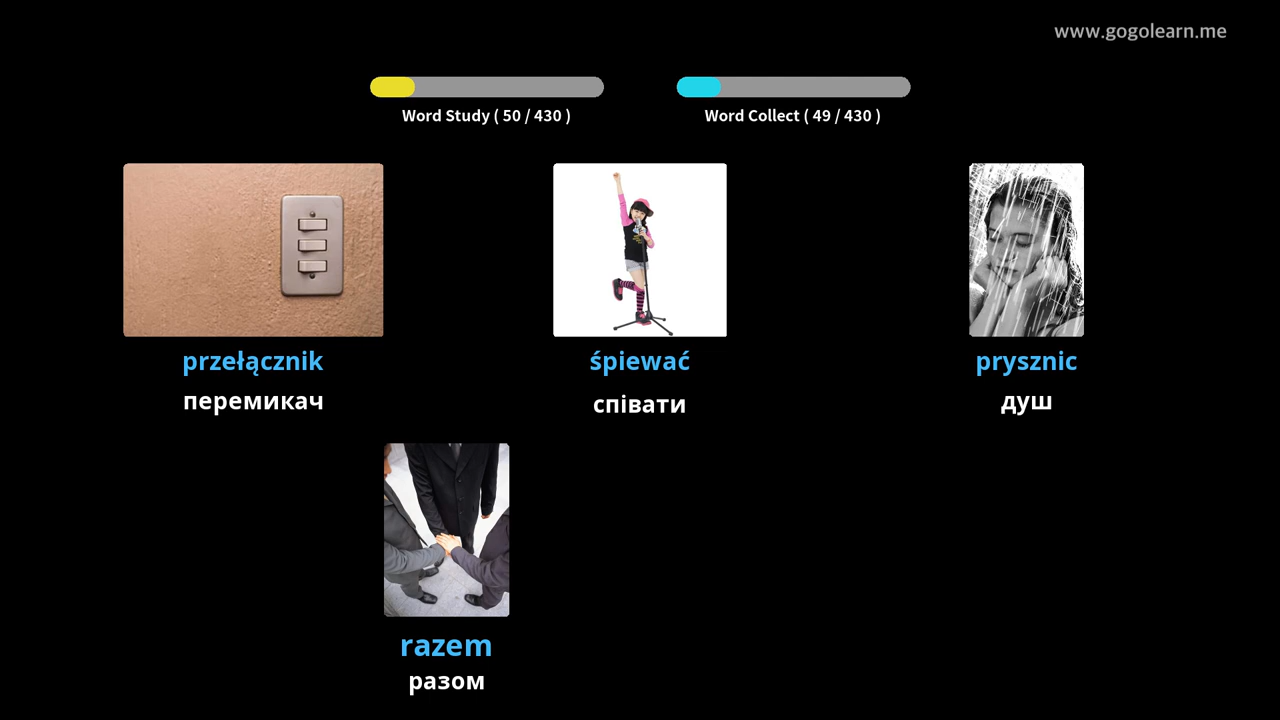 www.gogolearn.me
Word Study ( 50 / 430 )
Word Collect ( 49 / 430 )
przełącznik
перемикач
śpiewać
співати
prysznic
душ
razem
разом